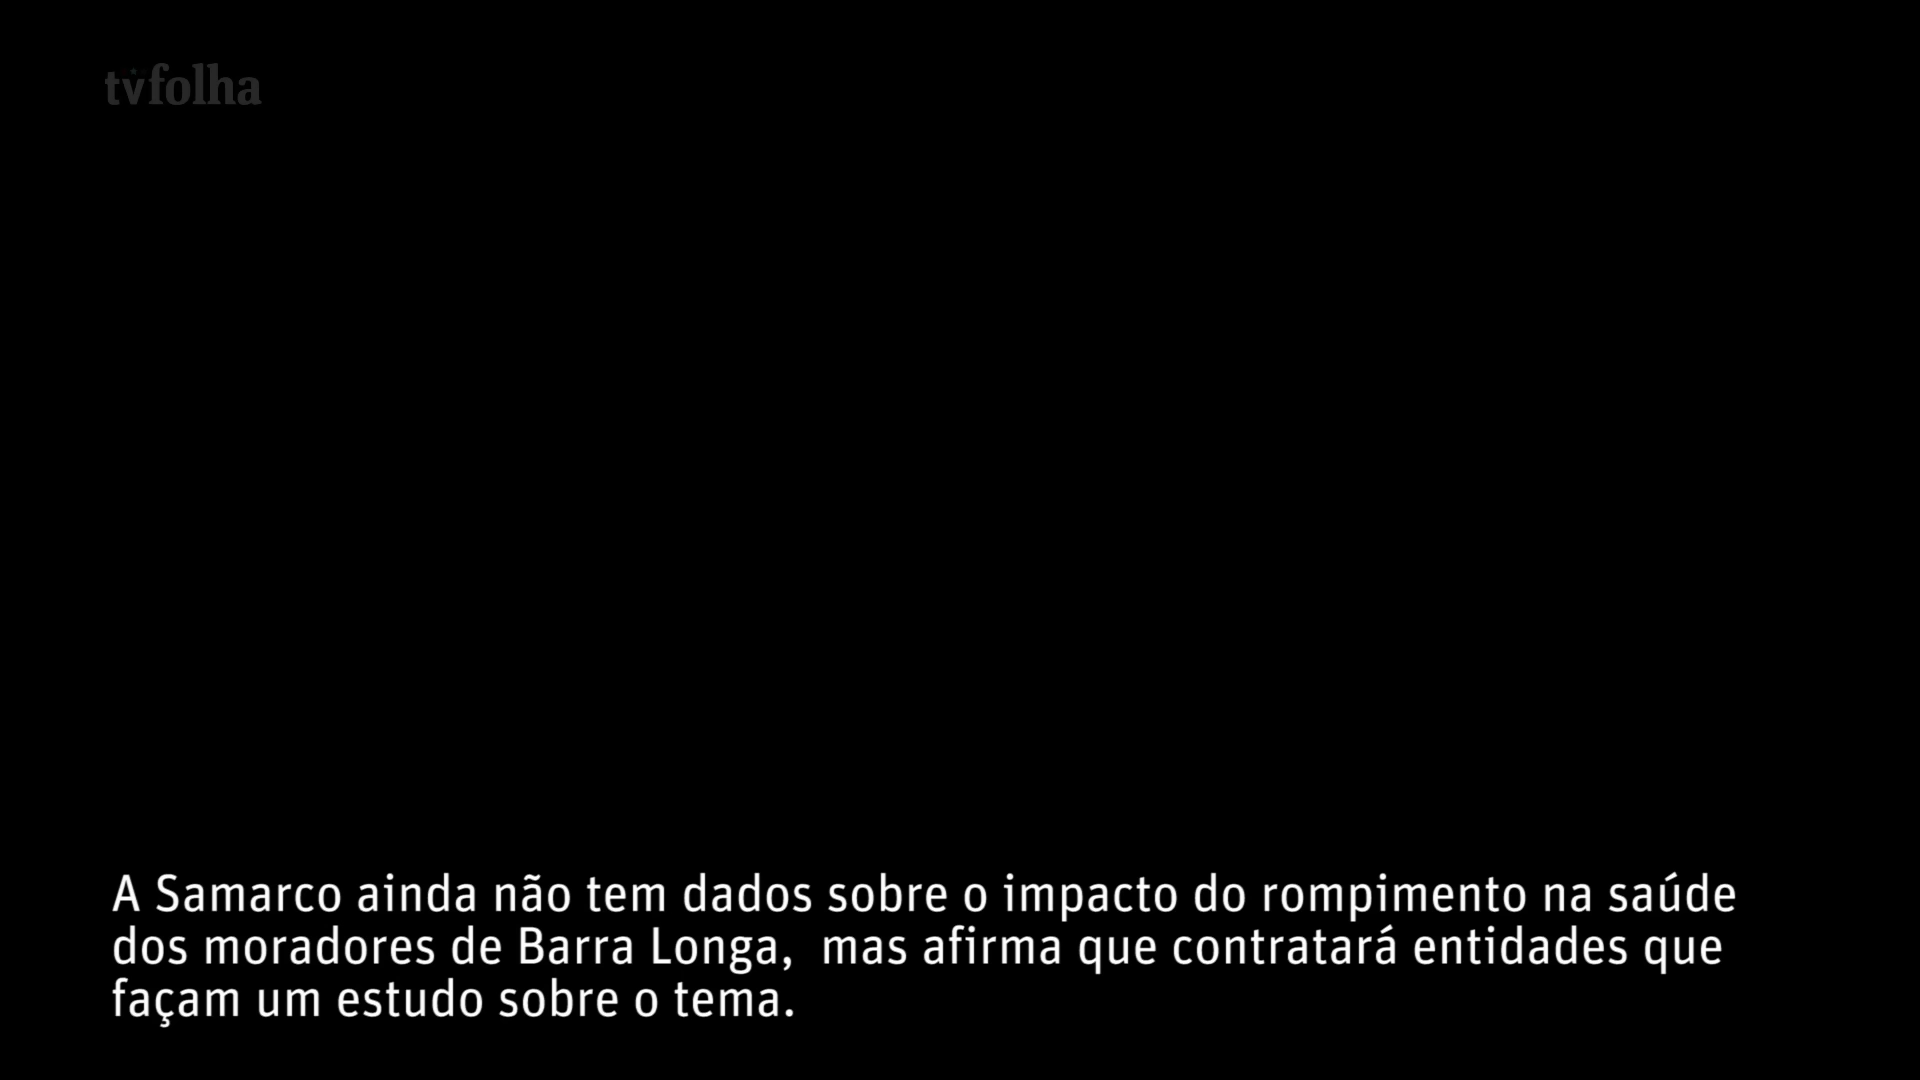 tvfolha
A Samarco ainda não tem dados sobre o impacto do rompimento na saúde
dos moradores de Barra Longa,  mas afirma que contratará entidades que
façam um estudo sobre o tema.